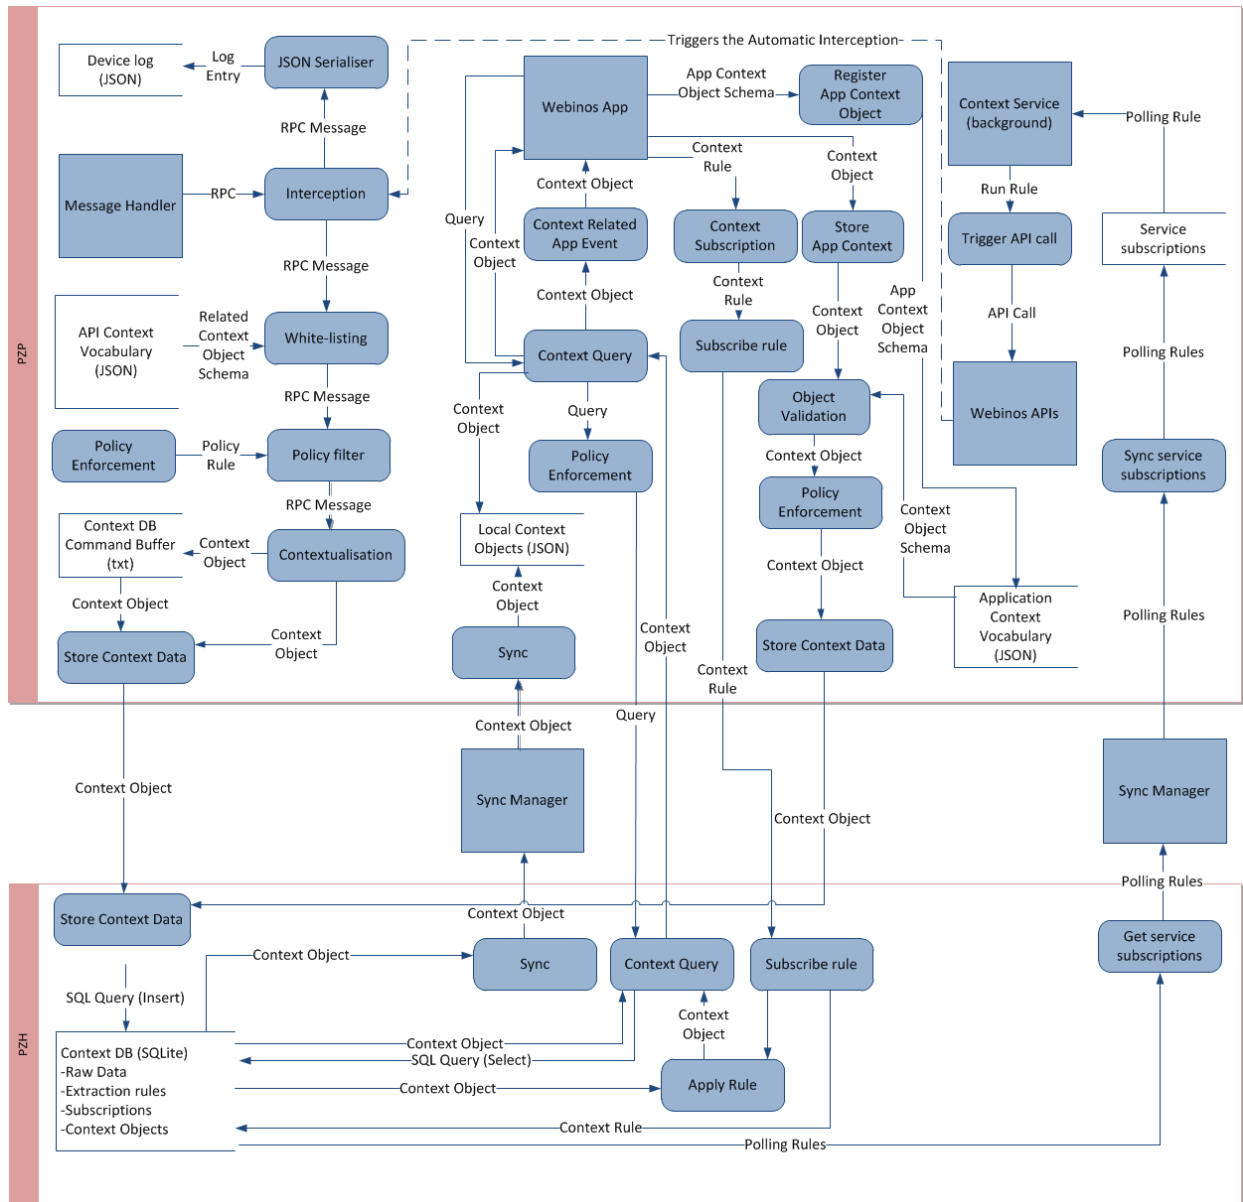 Triggers the Automatic Interception
Device log
(JSON)
Log
Entry
JSON Serialiser
RPC Message
Message Handler
RPC
Interception
RPC Message
API Context
Vocabulary
(JSON)
Related
Context
Object
Schema
White-listing
RPC Message
Policy
Enforcement
Policy
Rule
Policy filter
RPC Message
Context DB
Command Buffer
(txt)
Context
Object
Contextualisation
Context Object
Context
Object
Store Context Data
Webinos App
App Context
Object Schema
Register
App Context
Object
Context
Rule
Context
Object
Context Object
Query
Context
Object
Context Related
App Event
Context Object
Context Query
Context
Object
Query
Policy
Enforcement
Local Context
Objects (JSON)
Context
Object
Sync
Context
Object
Context
Subscription
Context
Rule
Subscribe rule
Context
Rule
Store
App Context
Context
Object
Object
Validation
Context Object
Policy
Enforcement
Context Object
Store Context Data
App
Context
Object
Schema
Context
Object
Schema
Application
Context
Vocabulary
(JSON)
Context Service
(background)
Run Rule
Trigger API call
API Call
Webinos APIs
Polling Rule
Service
subscriptions
Polling Rules
Sync service
subscriptions
Polling Rules
PZP
Context Object
Query
Context Object
Sync Manager
Context Object
Sync Manager
Polling Rules
PZH
Store Context Data
Context Object
Context Object
Sync
Context Query
Subscribe rule
Get service
subscriptions
SQL Query (Insert)
Context DB (SQLite)
-Raw Data
-Extraction rules
-Subscriptions
-Context Objects
Context Object
SQL Query (Select)
Context
Object
Context Object
Apply Rule
Context Rule
Polling Rules